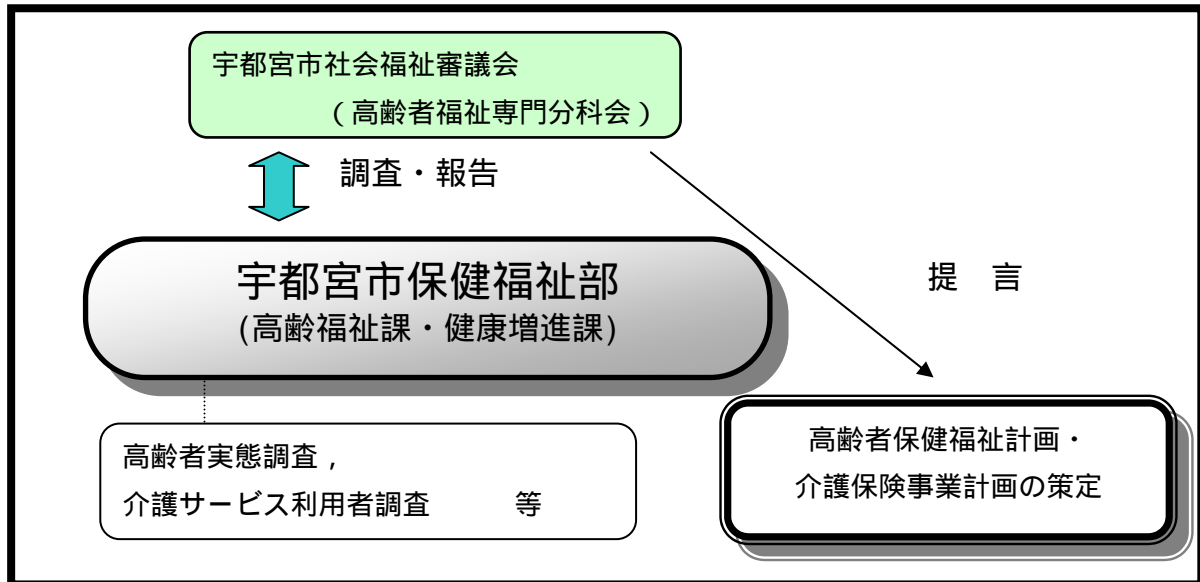 宇都宮市社会福祉審議会
（高齢者福祉専門分科会）
調査・報告
宇都宮市保健福祉部
(高齢福祉課・健康増進課)
提　言
高齢者実態調査，
介護サービス利用者調査　　　等
高齢者保健福祉計画・
介護保険事業計画の策定